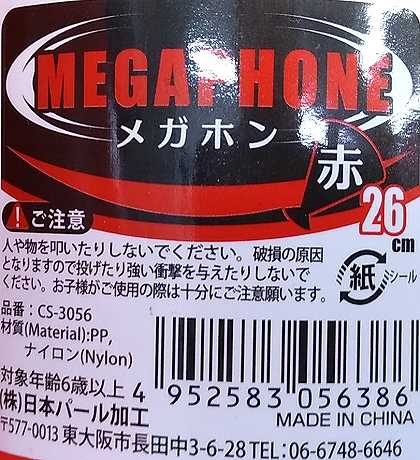 MEGAPHONE
メガホン
赤
26
cm
! ご注意
人や物を叩いたりしないでください。破損の原因
となりますので投げたり強い衝撃を与えたりしないで
ください。お子様がご使用の際は十分にご注意願います。
紙 シール
品番：CS-3056
材質(Material):PP,
ナイロン(Nylon)
対象年齢6歳以上
4 952583 056386
(株)日本パール加工
MADE IN CHINA
〒577-0013 東大阪市長田中3-6-28 TEL:06-6748-6646